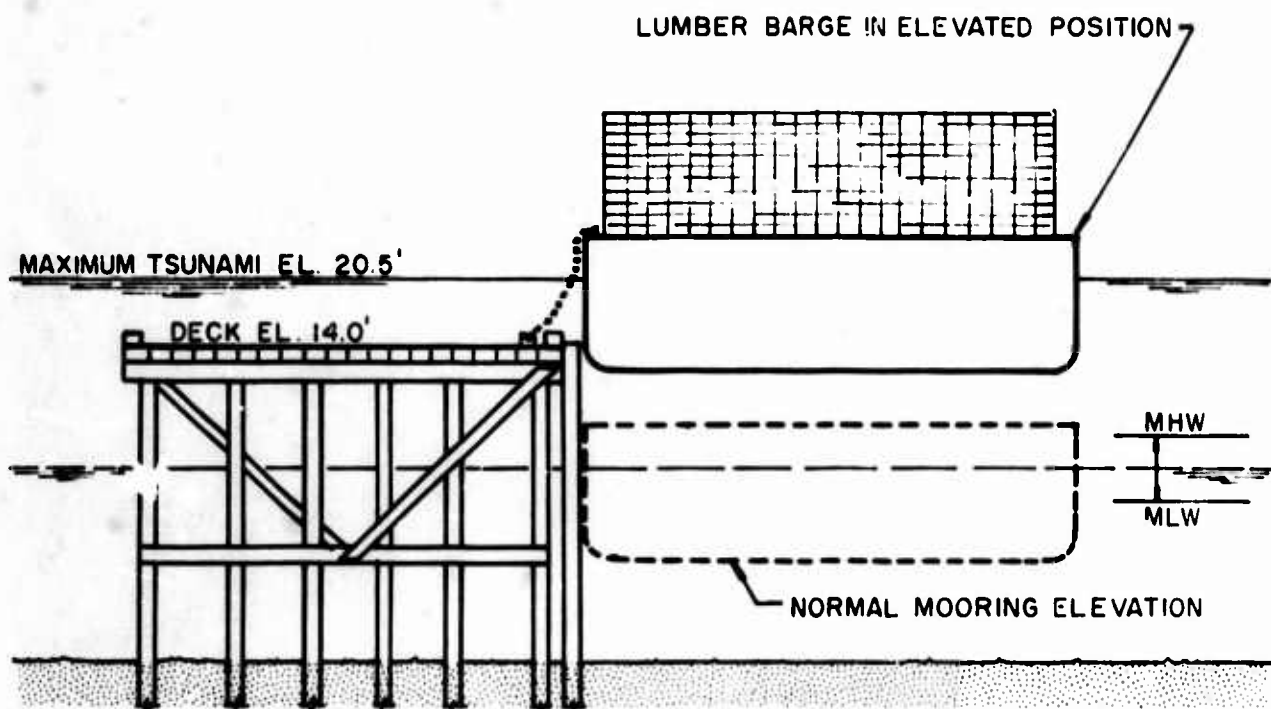 LUMBER BARGE IN ELEVATED POSITION
MAXIMUM TSUNAMI EL. 20.5'
DECK EL. 14.0'
MHW
MLW
NORMAL MOORING ELEVATION